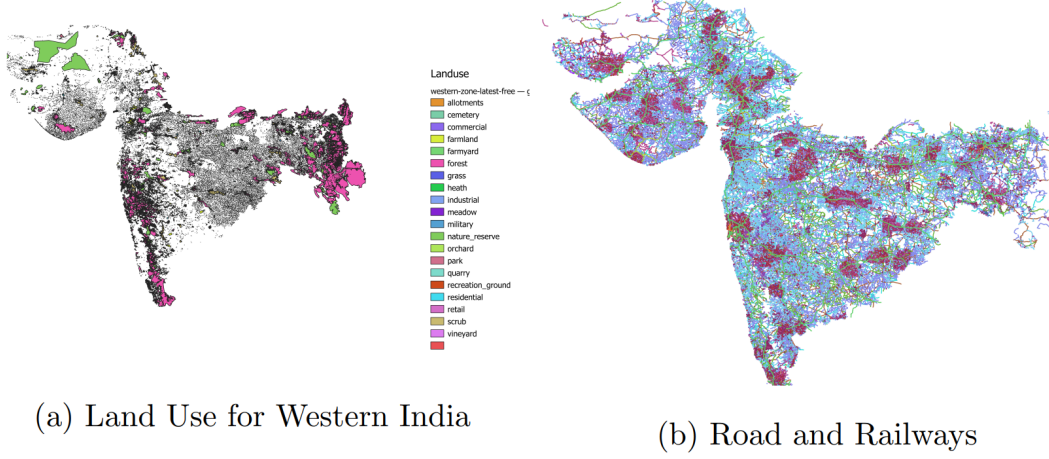 Landuse
western-zone-latest-free — g
allotments
cemetery
commercial
farmland
farmyard
forest
grass
heath
industrial
meadow
military
nature_reserve
orchard
park
quarry
recreation_ground
residential
retail
scrub
vineyard
(a) Land Use for Western India
(b) Road and Railways